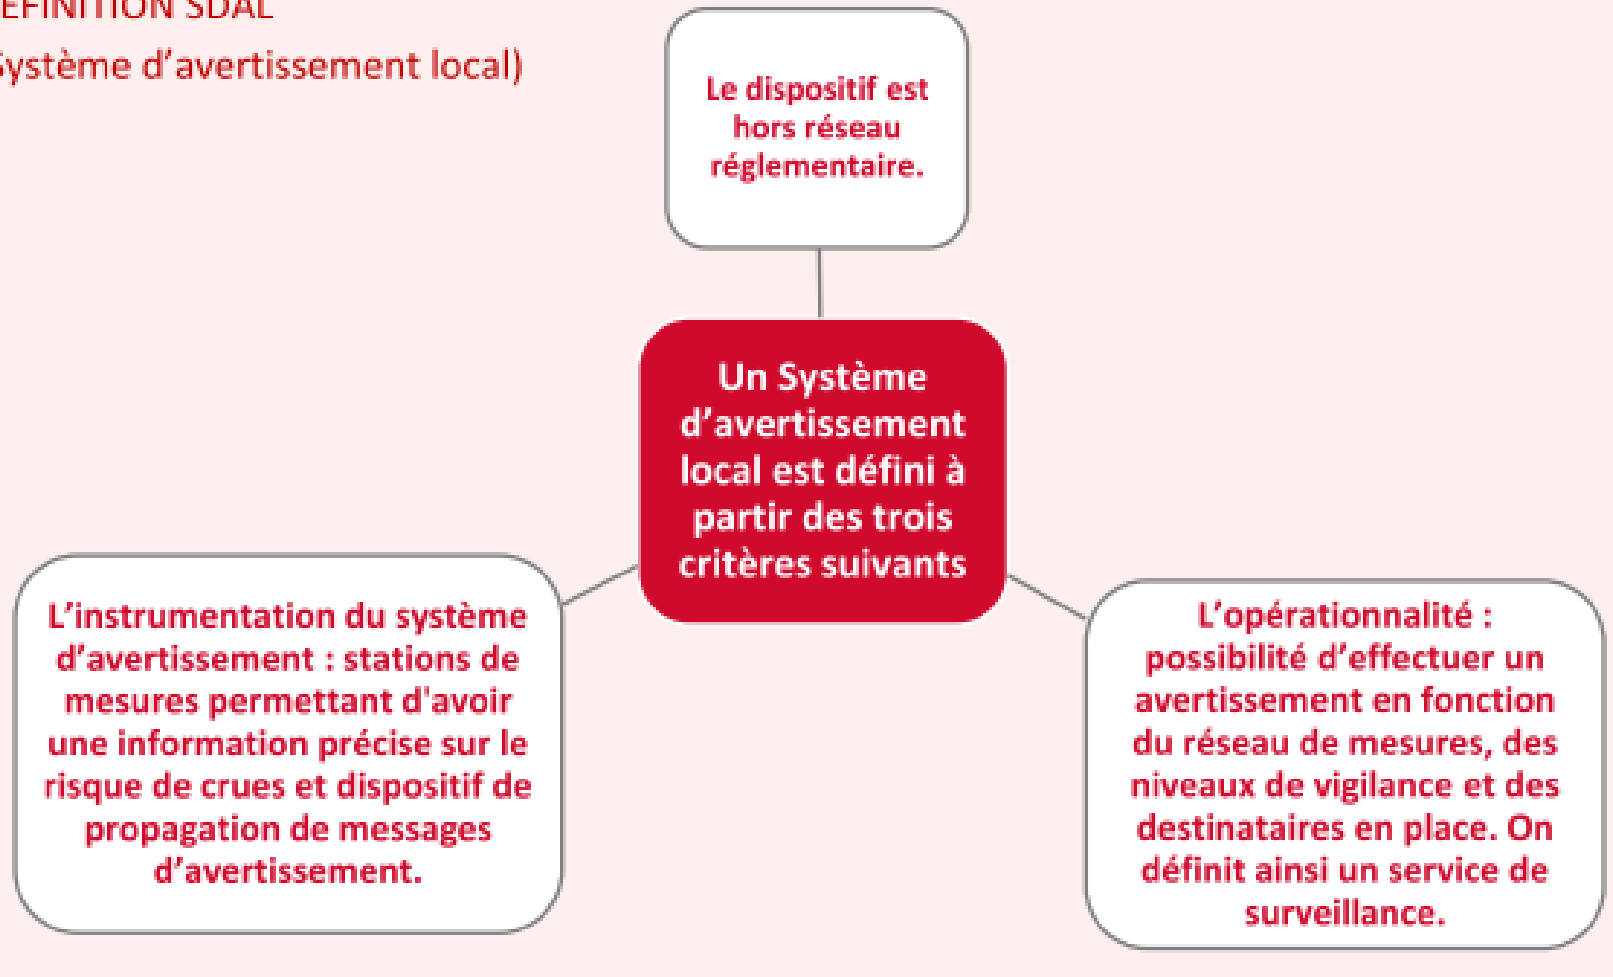 EFINITION SDAL
Système d’avertissement local)
Le dispositif est
hors réseau
réglementaire.
Un Système
d’avertissement
local est défini à
partir des trois
critères suivants
L’instrumentation du système
d’avertissement : stations de
mesures permettant d'avoir
une information précise sur le
risque de crues et dispositif de
propagation de messages
d’avertissement.
L’opérationnalité :
possibilité d’effectuer un
avertissement en fonction
du réseau de mesures, des
niveaux de vigilance et des
destinataires en place. On
définit ainsi un service de
surveillance.